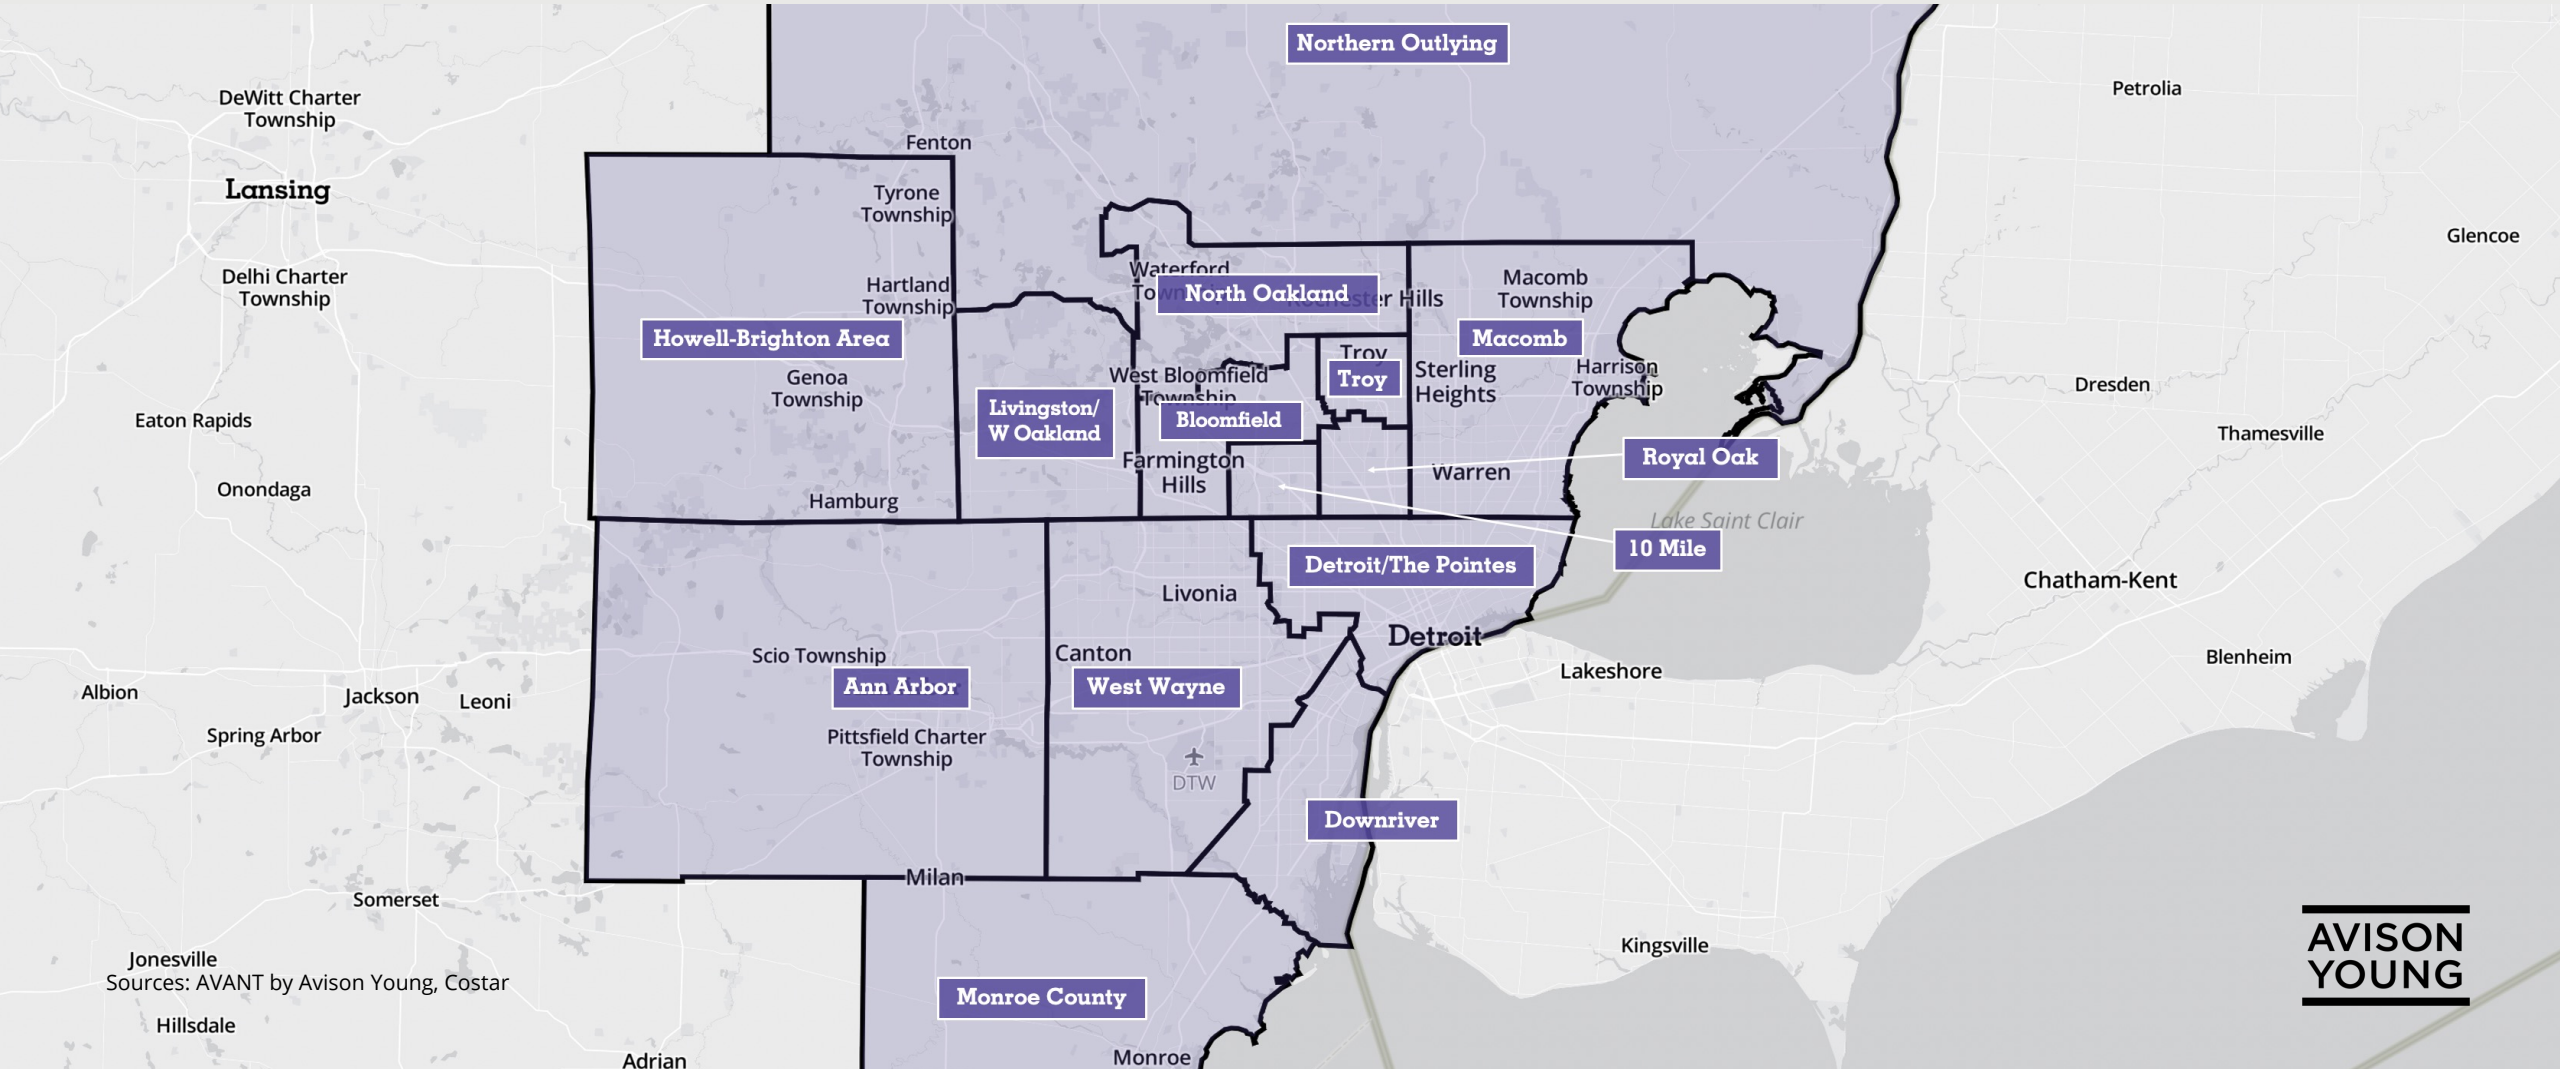 Northern Outlying
Petrolia
DeWitt Charter
Township
Fenton
Lansing
Tyrone
Township
Glencoe
Delhi Charter
Township
Hartland
Township
Waterford
North Oakland
Hills
Macomb
Township
Howell-Brighton Area
Macomb
Troy
Troy
Sterling
Heights
Harrison
Township
Genoa
Township
West Bloomfield
Township
Dresden
Livingston/
W Oakland
Bloomfield
Eaton Rapids
Thamesville
Royal Oak
Farmington
Hills
Warren
Onondaga
Hamburg
Lake Saint Clair
10 Mile
Detroit/The Pointes
Chatham-Kent
Livonia
Detroit
Scio Township
Canton
Lakeshore
Blenheim
Ann Arbor
West Wayne
Albion
Jackson
Leoni
Spring Arbor
Pittsfield Charter
Township
DTW
Downriver
Milan
Somerset
Kingsville
Jonesville
Sources: AVANT by Avison Young, Costar
Monroe County
Hillsdale
Adrian
Monroe
AVISON
YOUNG